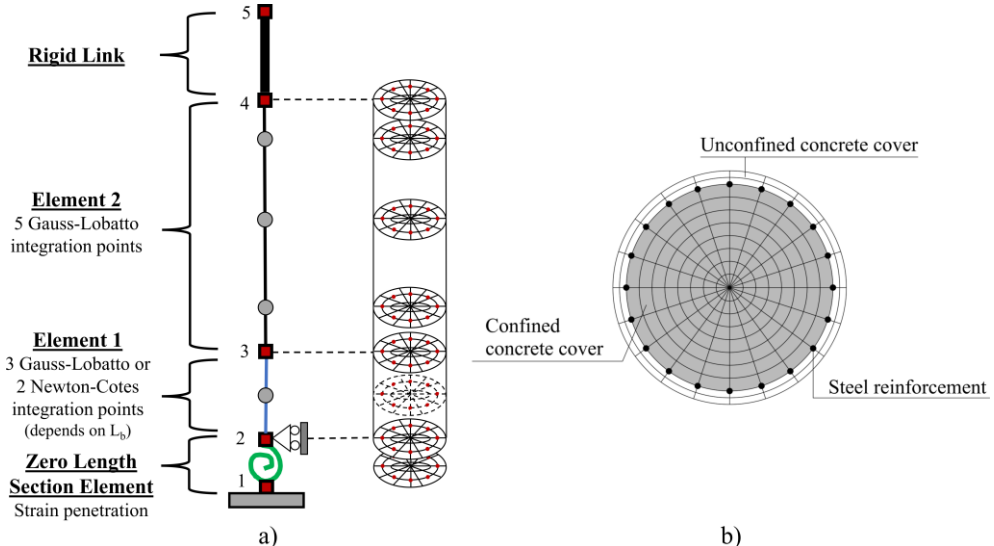 5
Rigid Link
4
Element 2
5 Gauss-Lobatto
integration points
Element 1
3
3 Gauss-Lobatto or
2 Newton-Cotes
integration points
(depends on L_b)
2
Zero Length
Section Element
1
Strain penetration
a)
Unconfined concrete cover
Confined
concrete cover
Steel reinforcement
b)